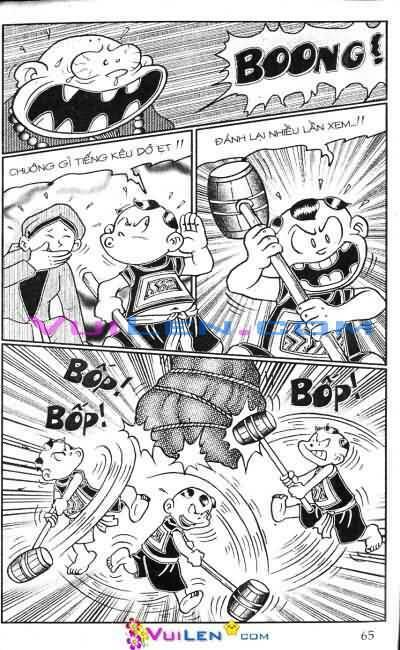 BOONG!
CHUÔNG GÌ TIẾNG KÊU DỞ ẸT!!
ĐÁNH LẠI NHIỀU LẦN XEM...!!
VUILEN.COM
BỐP!
BỐP!
BỐP!
65
VUILEN.COM